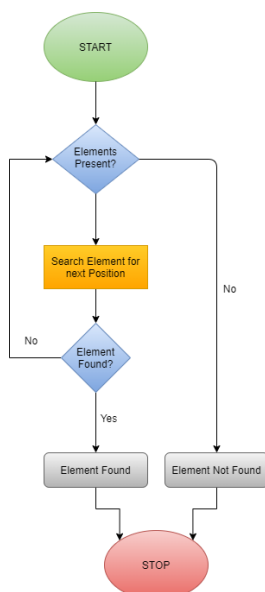 START
Elements
Present?
Search Element for
next Position
No
No
Element
Found?
Yes
Element Found
Element Not Found
STOP